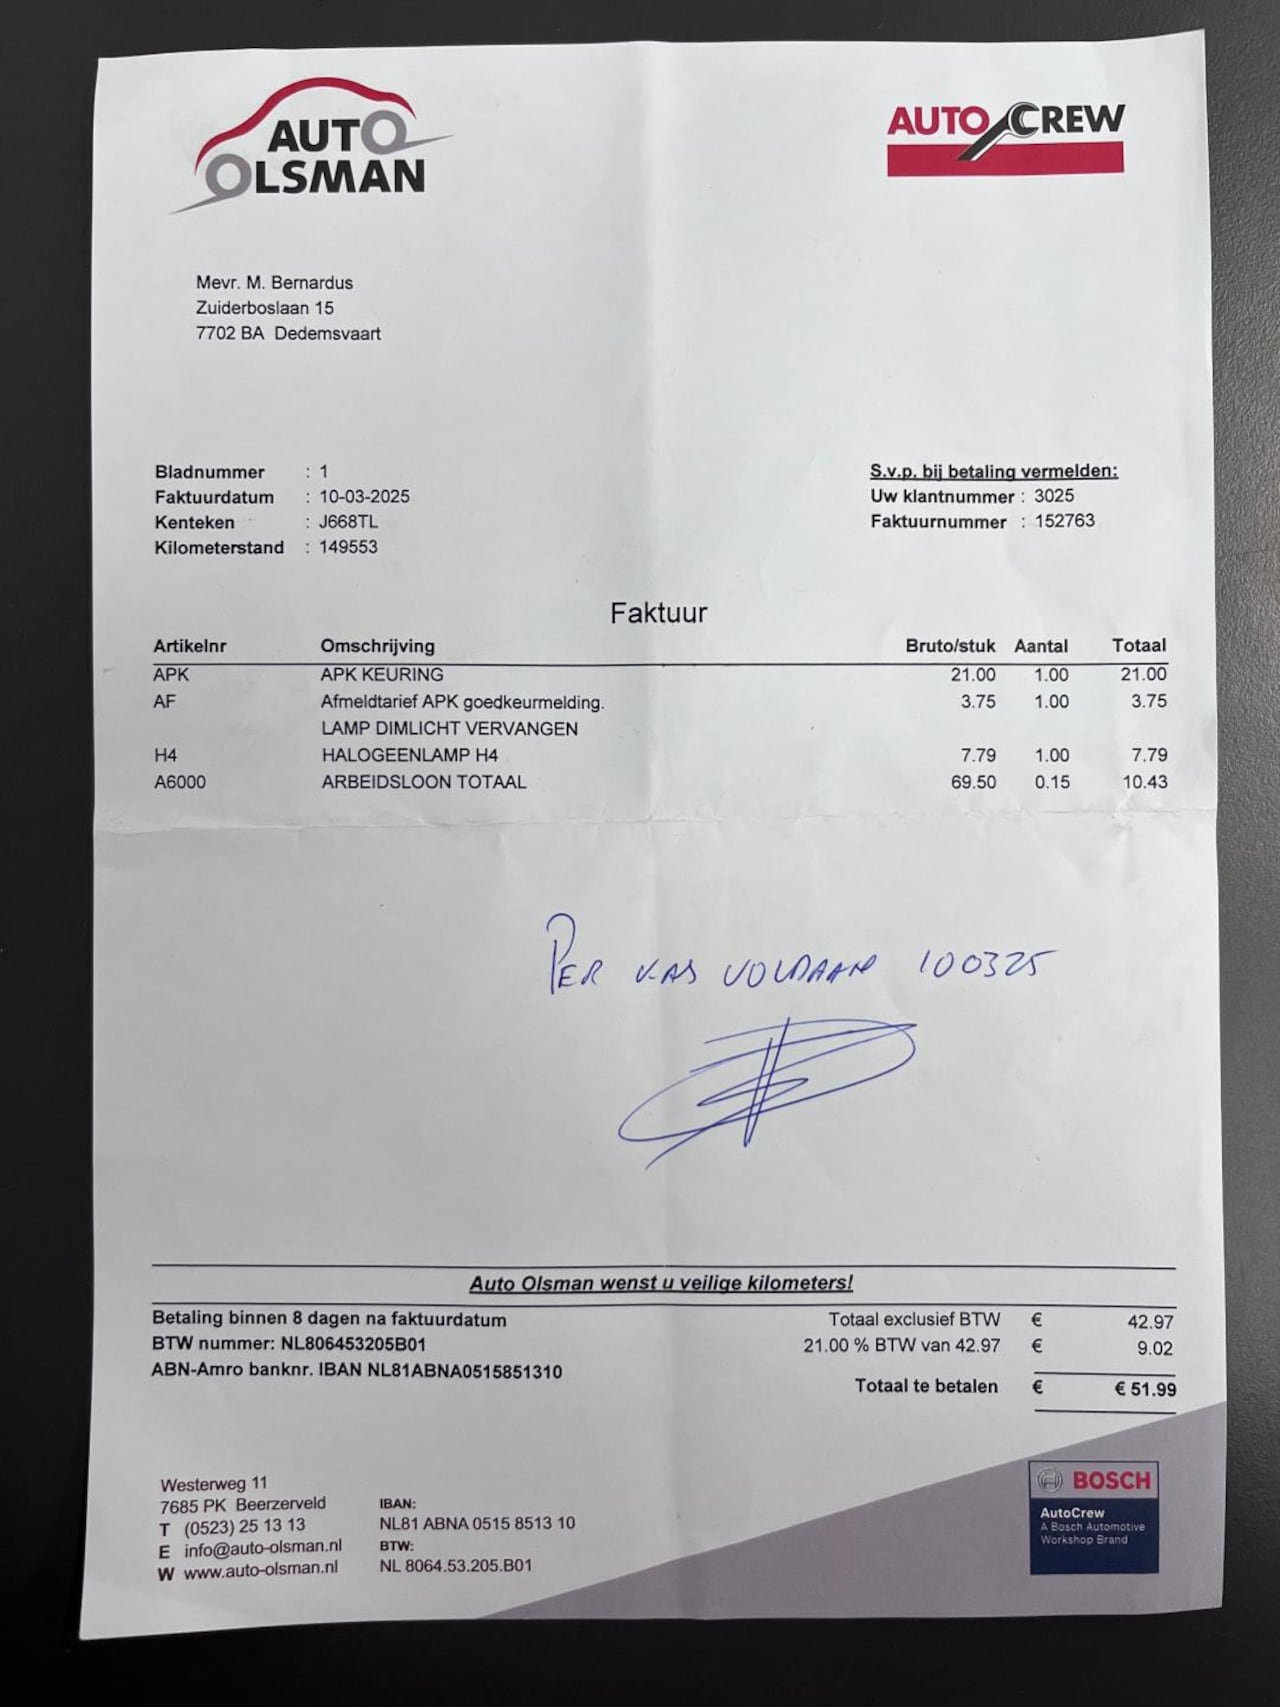 AUTO
OLSMAN
AUTO CREW
Mevr. M. Bernardus
Zuiderboslaan 15
7702 BA Dedemsvaart
Bladnummer : 1
Faktuurdatum : 10-03-2025
Kenteken : J668TL
Kilometerstand : 149553
S.v.p. bij betaling vermelden:
Uw klantnummer : 3025
Faktuurnummer : 152763
Faktuur
Artikelnr Omschrijving Bruto/stuk Aantal Totaal
APK APK KEURING 21.00 1.00 21.00
AF Afmeldtarief APK goedkeurmelding. 3.75 1.00 3.75
LAMP DIMLICHT VERVANGEN
H4 HALOGEENLAMP H4 7.79 1.00 7.79
A6000 ARBEIDSLOON TOTAAL 69.50 0.15 10.43
PER KAS VOLDAAN 100325
Auto Olsman wenst u veilige kilometers!
Betaling binnen 8 dagen na faktuurdatum
BTW nummer: NL806453205B01
ABN-Amro banknr. IBAN NL81ABNA0515851310
Totaal exclusief BTW € 42.97
21.00 % BTW van 42.97 € 9.02
Totaal te betalen € € 51.99
Westerweg 11
7685 PK Beerzerveld
T (0523) 25 13 13
E info@auto-olsman.nl
W www.auto-olsman.nl
IBAN:
NL81 ABNA 0515 8513 10
BTW:
NL 8064.53.205.B01
BOSCH
AutoCrew
A Bosch Automotive
Workshop Brand